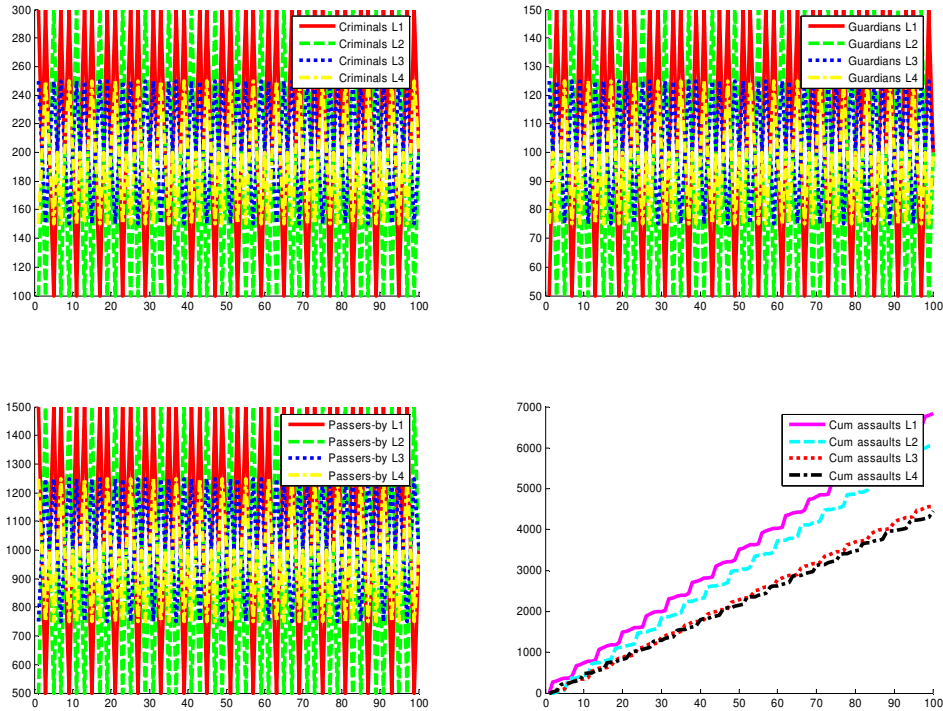 300
280
260
240
220
200
180
160
140
120
100
0 10 20 30 40 50 60 70 80 90 100
Criminals L1
Criminals L2
Criminals L3
Criminals L4
150
140
130
120
110
100
90
80
70
60
50
0 10 20 30 40 50 60 70 80 90 100
Guardians L1
Guardians L2
Guardians L3
Guardians L4
1500
1400
1300
1200
1100
1000
900
800
700
600
500
0 10 20 30 40 50 60 70 80 90 100
Passers-by L1
Passers-by L2
Passers-by L3
Passers-by L4
7000
6000
5000
4000
3000
2000
1000
0
0 10 20 30 40 50 60 70 80 90 100
Cum assaults L1
Cum assaults L2
Cum assaults L3
Cum assaults L4